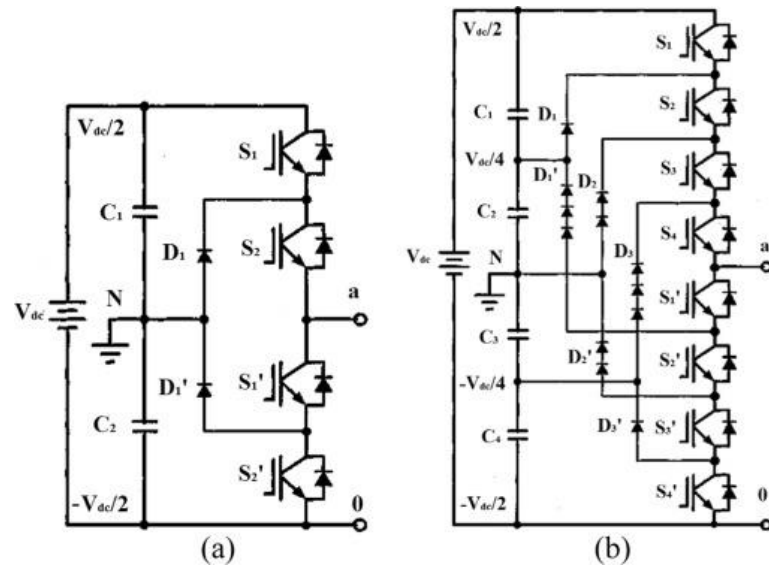 Vdc/2
S1
C1
D1
S2
N
a
Vdc
D1'
S1'
C2
S2'
-Vdc/2
0
(a)
Vdc/2
S1
C1
D1
S2
Vdc/4
D1'
D2
S3
C2
D3
S4
Vdc
N
a
S1'
C3
D2'
S2'
-Vdc/4
D3'
S3'
C4
S4'
-Vdc/2
0
(b)